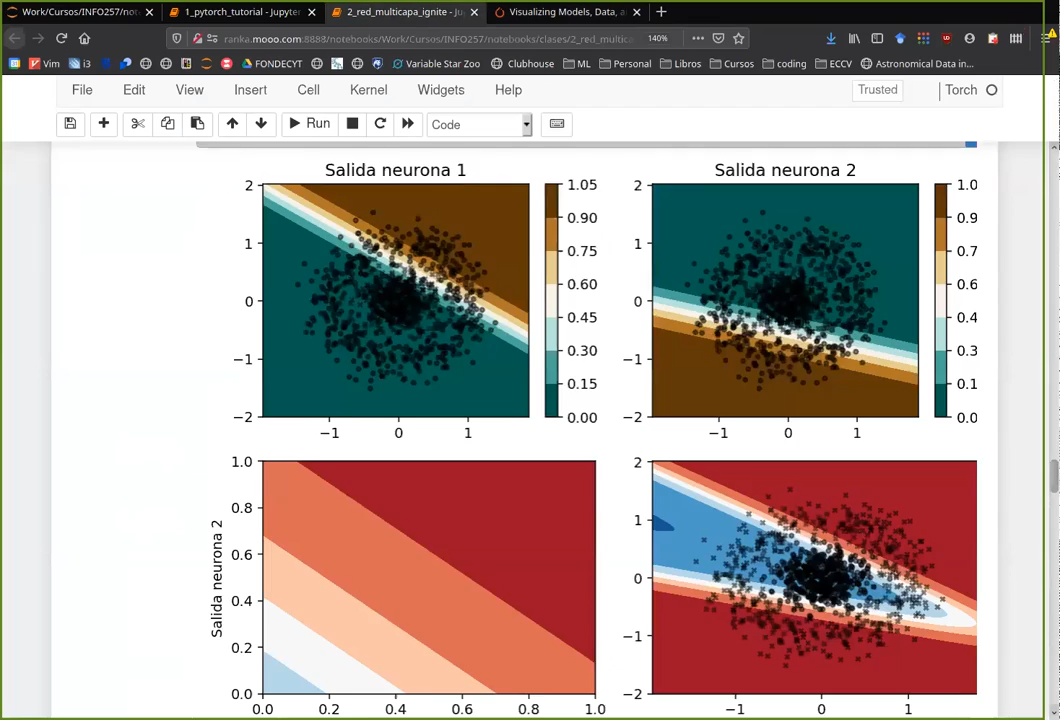 Work/Cursos/INFO257/not
1_pytorch_tutorial - Jupyter
2_red_multicapa_ignite - Ju
Visualizing Models, Data, a
ranka.mooo.com:8888/notebooks/Work/Cursos/INFO257/notebooks/clases/2_red_multica
140%
Vim
i3
FONDECYT
Variable Star Zoo
Clubhouse
ML
Personal
Libros
Cursos
coding
ECCV
Astronomical Data in...
File Edit View Insert Cell Kernel Widgets Help
Trusted
Torch
Run
Code
Salida neurona 1
Salida neurona 2
2
1
0
−1
−2
−1 0 1
1.05
0.90
0.75
0.60
0.45
0.30
0.15
0.00
2
1
0
−1
−2
−1 0 1
1.0
0.9
0.7
0.6
0.4
0.3
0.1
0.0
Salida neurona 2
1.0
0.8
0.6
0.4
0.2
0.0
0.0 0.2 0.4 0.6 0.8 1.0
2
1
0
−1
−2
−1 0 1